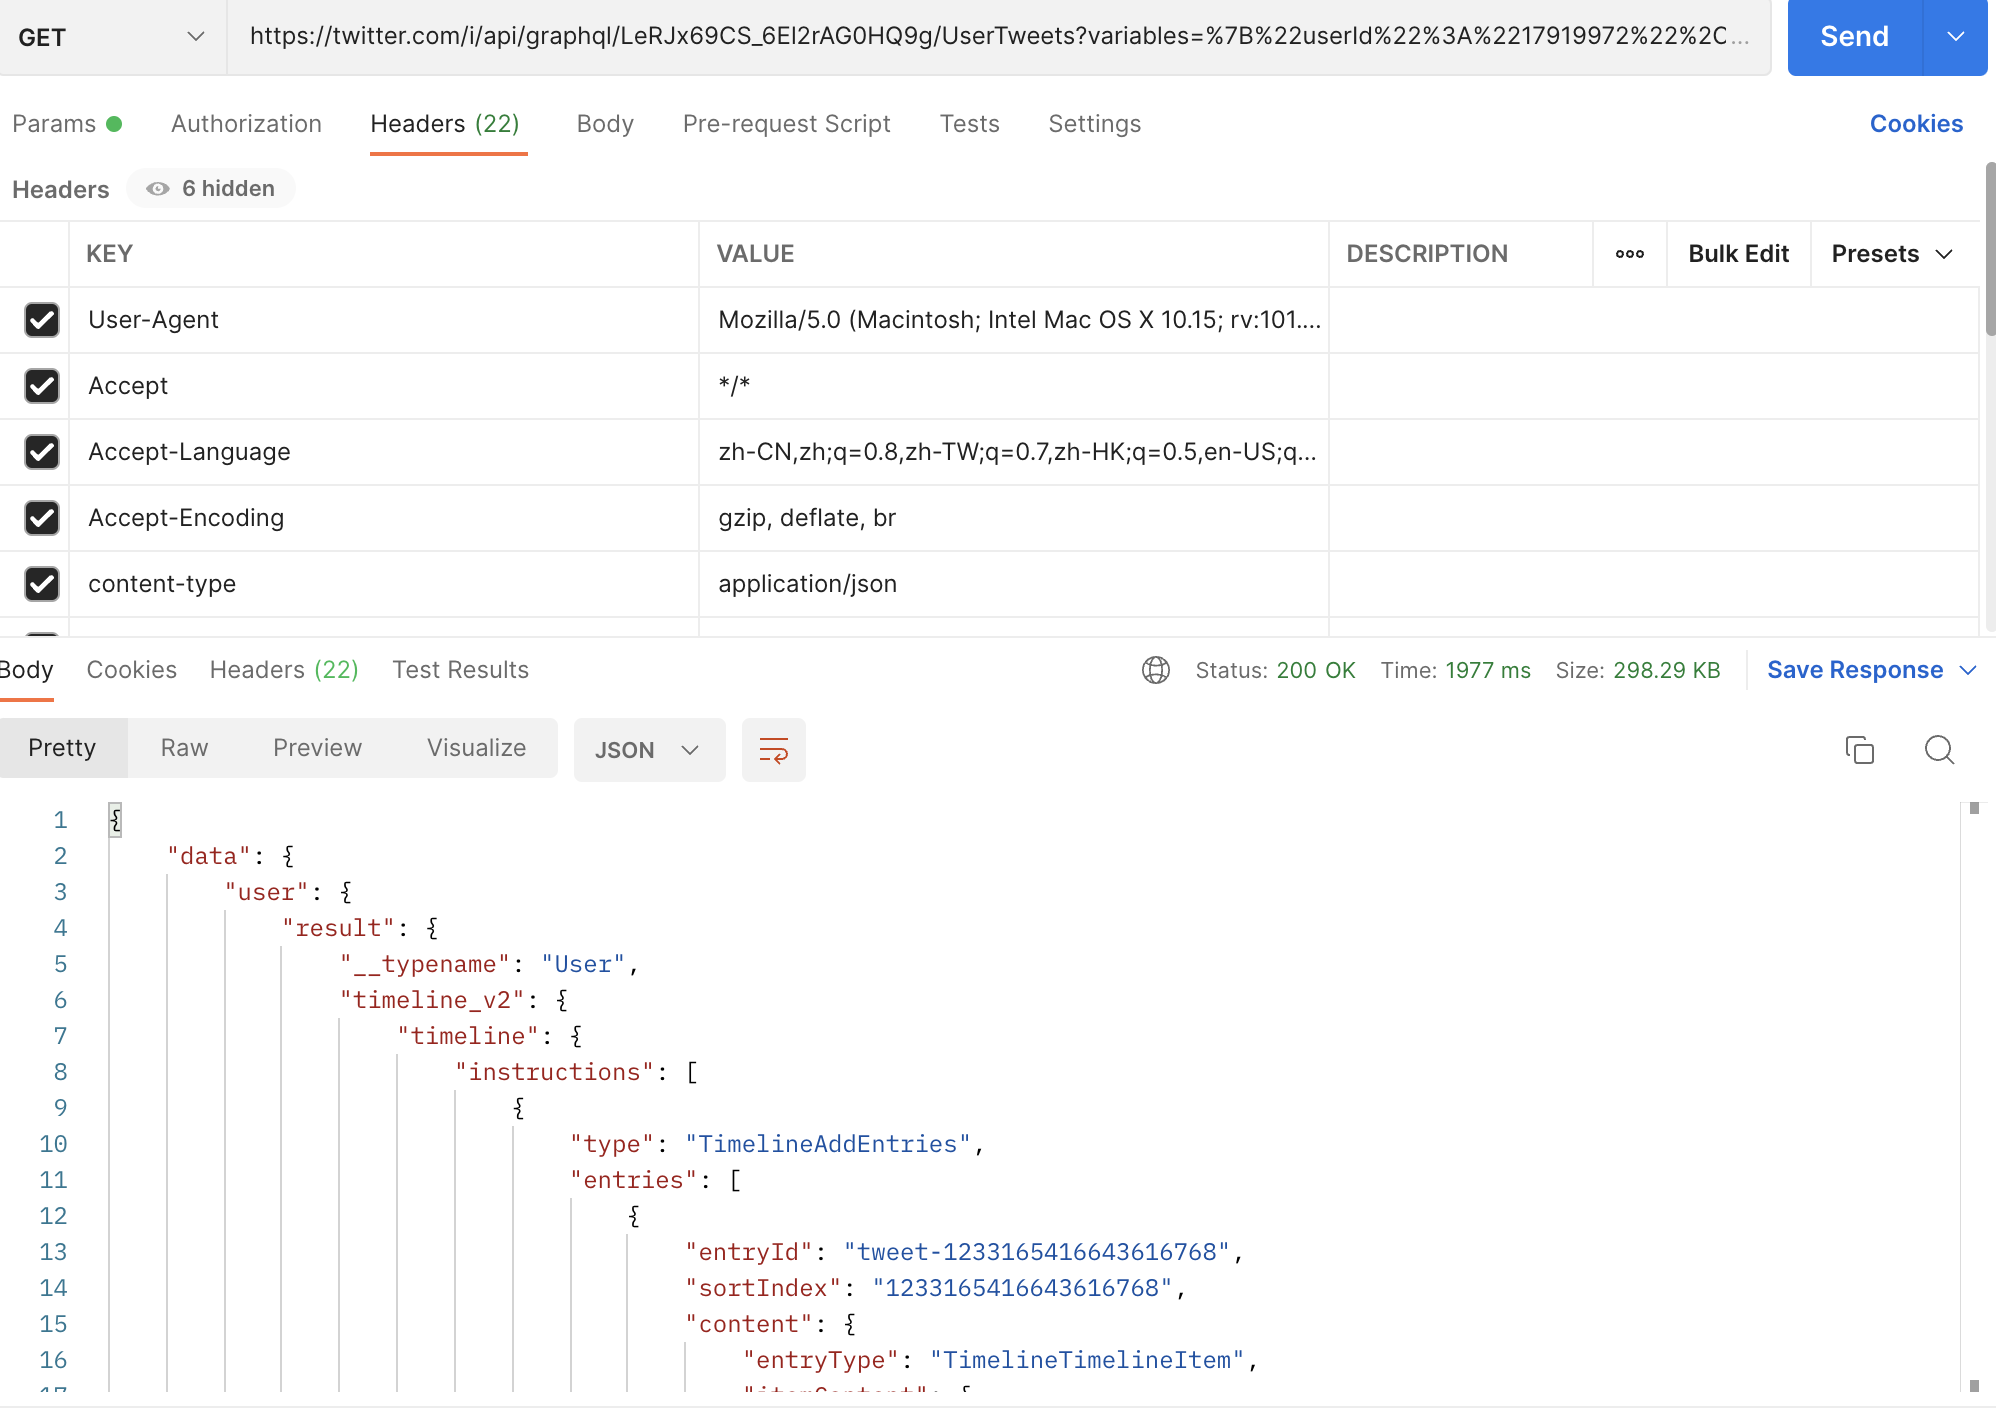 GET https://twitter.com/i/api/graphql/LeRJx69CS_6El2rAG0HQ9g/UserTweets?variables=%7B%22userId%22%3A%2217919972%22%2C... Send
Params Authorization Headers (22) Body Pre-request Script Tests Settings Cookies
Headers 6 hidden
KEY VALUE DESCRIPTION ooo Bulk Edit Presets
User-Agent Mozilla/5.0 (Macintosh; Intel Mac OS X 10.15; rv:101....
Accept */*
Accept-Language zh-CN,zh;q=0.8,zh-TW;q=0.7,zh-HK;q=0.5,en-US;q...
Accept-Encoding gzip, deflate, br
content-type application/json
Body Cookies Headers (22) Test Results Status: 200 OK Time: 1977 ms Size: 298.29 KB Save Response
Pretty Raw Preview Visualize JSON
1 {
2 "data": {
3 "user": {
4 "result": {
5 "__typename": "User",
6 "timeline_v2": {
7 "timeline": {
8 "instructions": [
9 {
10 "type": "TimelineAddEntries",
11 "entries": [
12 {
13 "entryId": "tweet-1233165416643616768",
14 "sortIndex": "1233165416643616768",
15 "content": {
16 "entryType": "TimelineTimelineItem",
17 "itemContent": {